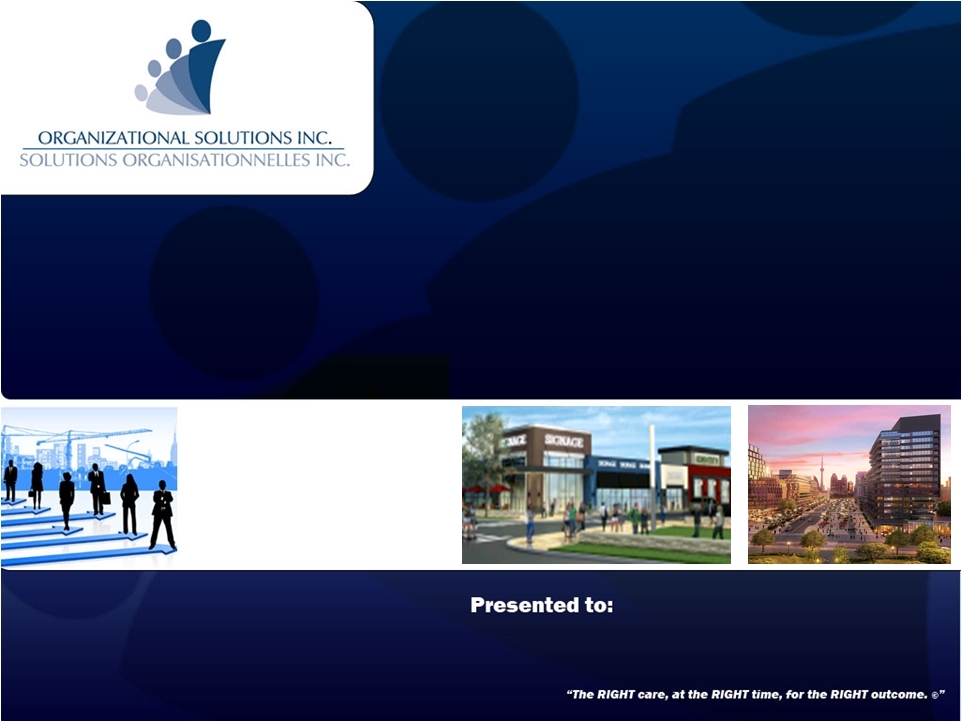 ORGANIZATIONAL SOLUTIONS INC.
SOLUTIONS ORGANISATIONNELLES INC.
SIGNAGE
Presented to:
“The RIGHT care, at the RIGHT time, for the RIGHT outcome. ©”